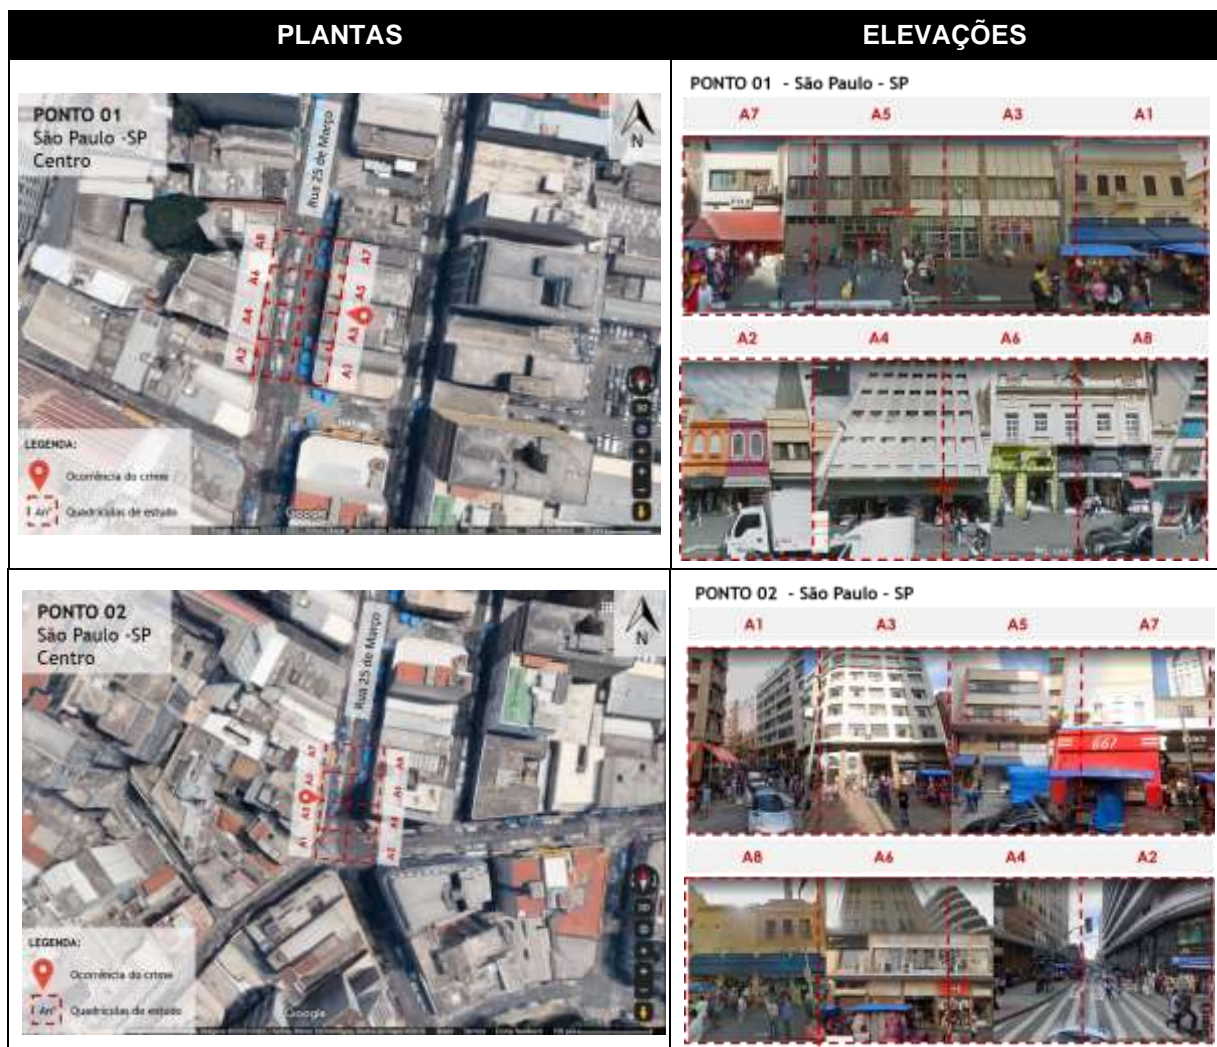 PLANTAS
ELEVAÇÕES
PONTO 01
São Paulo -SP
Centro
N
Rua 25 de Março
A8
A6
A4
A2
A7
A5
A3
A1
LEGENDA:
Ocorrência do crime
An°
Quadrículas de estudo
Google
PONTO 01 - São Paulo - SP
A7 A5 A3 A1
A2 A4 A6 A8
PONTO 02
São Paulo -SP
Centro
N
Rua 25 de Março
A7
A5
A3
A1
A8
A6
A4
A2
LEGENDA:
Ocorrência do crime
An°
Quadrículas de estudo
Google
3D
PONTO 02 - São Paulo - SP
A1 A3 A5 A7
667
A8 A6 A4 A2